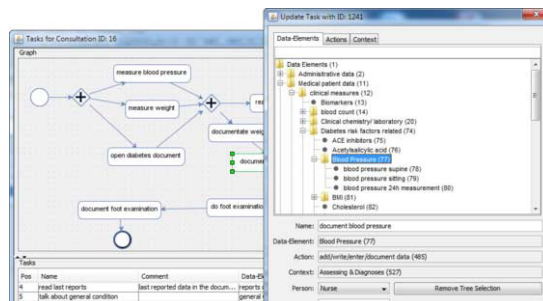 Tasks for Consultation ID: 16
Graph
measure blood pressure
measure weight
open diabetes document
documentate weig
docume
document foot examination
do foot examination
Tasks
Pos Name Comment Data-El
4 read last reports last reported data in the docum... reports
5 talk about general condition general
Update Task with ID: 1241
Data-Elements Actions Context
Data Elements (1)
Administrative data (2)
Medical patient data (11)
clinical measures (12)
Biomarkers (13)
blood count (14)
Clinical chemistry/ laboratory (20)
Diabetes risk factors related (74)
ACE inhibitors (75)
Acetylsalicylic acid (76)
Blood Pressure (77)
blood pressure supine (78)
blood pressure sitting (79)
blood pressure 24h measurement (80)
BMI (81)
Cholesterol (82)
Name: document blood pressure
Data-Element: Blood Pressure (77)
Action: add/write/enter/document data (485)
Context: Assessing & Diagnoses (527)
Person: Nurse Remove Tree Selection